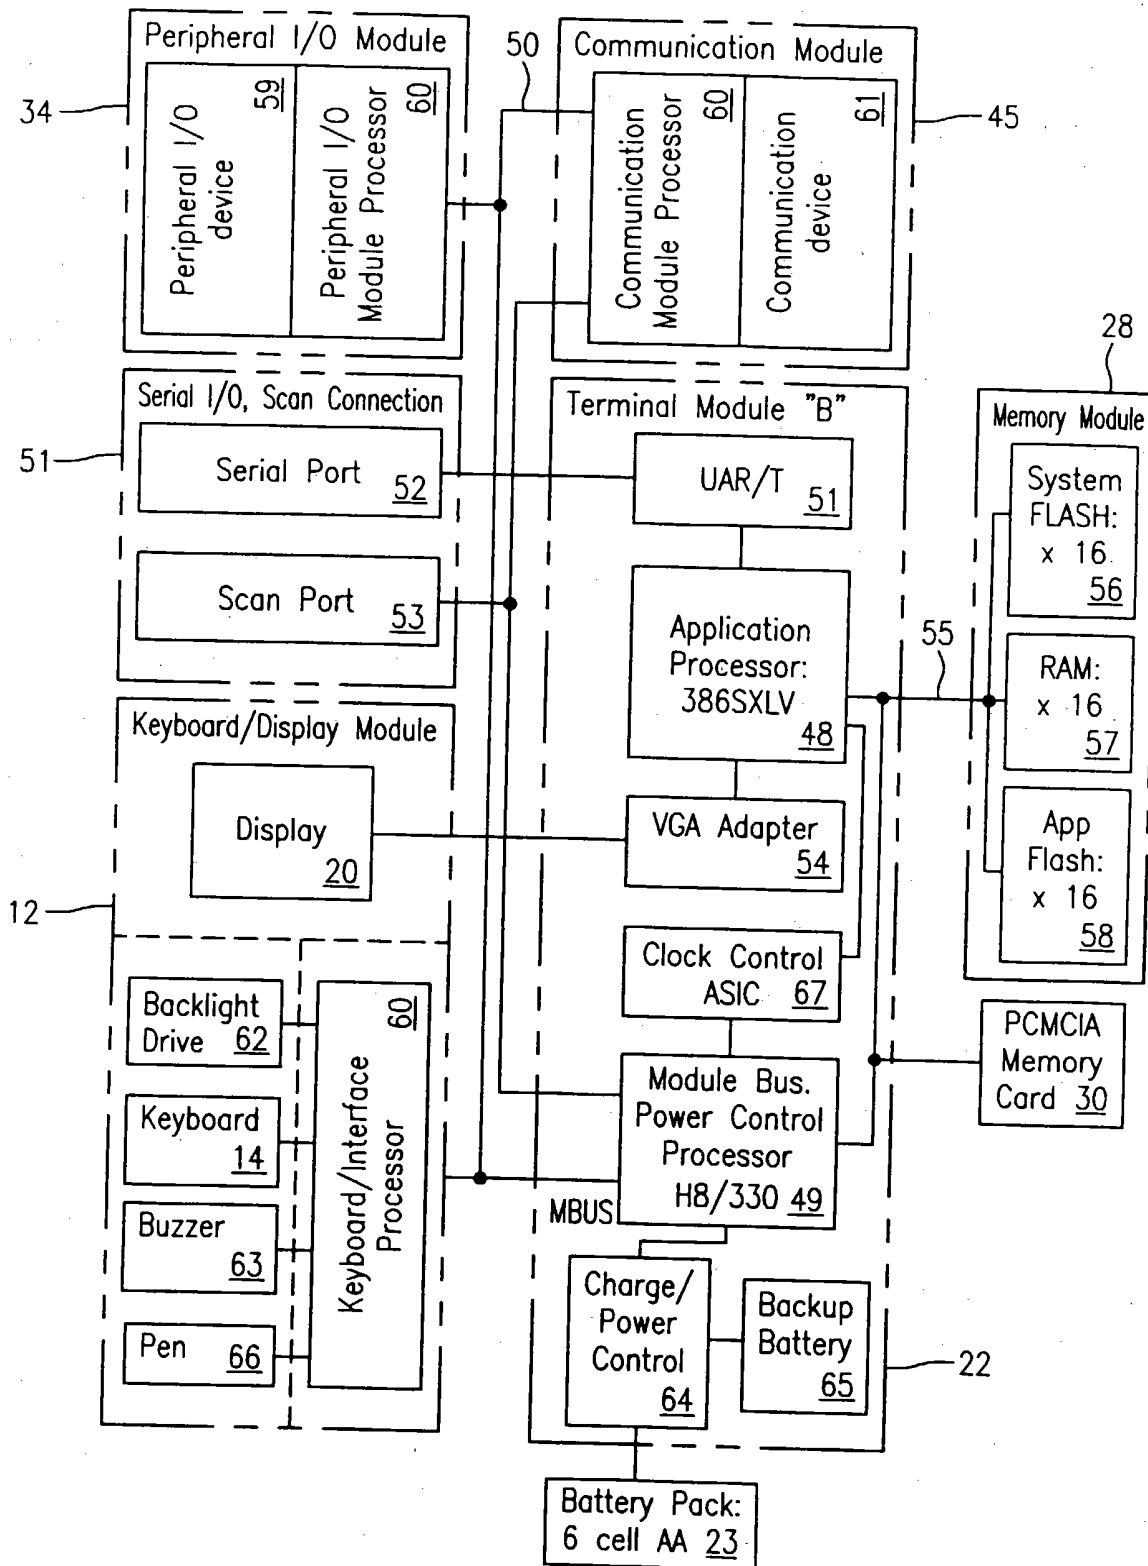 Peripheral I/O Module
Peripheral I/O
device
59
Peripheral I/O
Module Processor
60
34
50
Communication Module
Communication
Module Processor
60
Communication
device
61
45
Serial I/O, Scan Connection
Serial Port
52
Scan Port
53
51
Terminal Module "B"
UAR/T
51
Application
Processor:
386SXLV
48
VGA Adapter
54
Clock Control
ASIC 67
Module Bus.
Power Control
Processor
H8/330 49
MBUS
Charge/
Power
Control
64
Backup
Battery
65
22
Battery Pack:
6 cell AA 23
28
Memory Module
System
FLASH:
x 16
56
RAM:
x 16
57
App
Flash:
x 16
58
55
PCMCIA
Memory
Card 30
Keyboard/Display Module
Display
20
12
Backlight
Drive 62
Keyboard
14
Buzzer
63
Pen
66
Keyboard/Interface
Processor
60